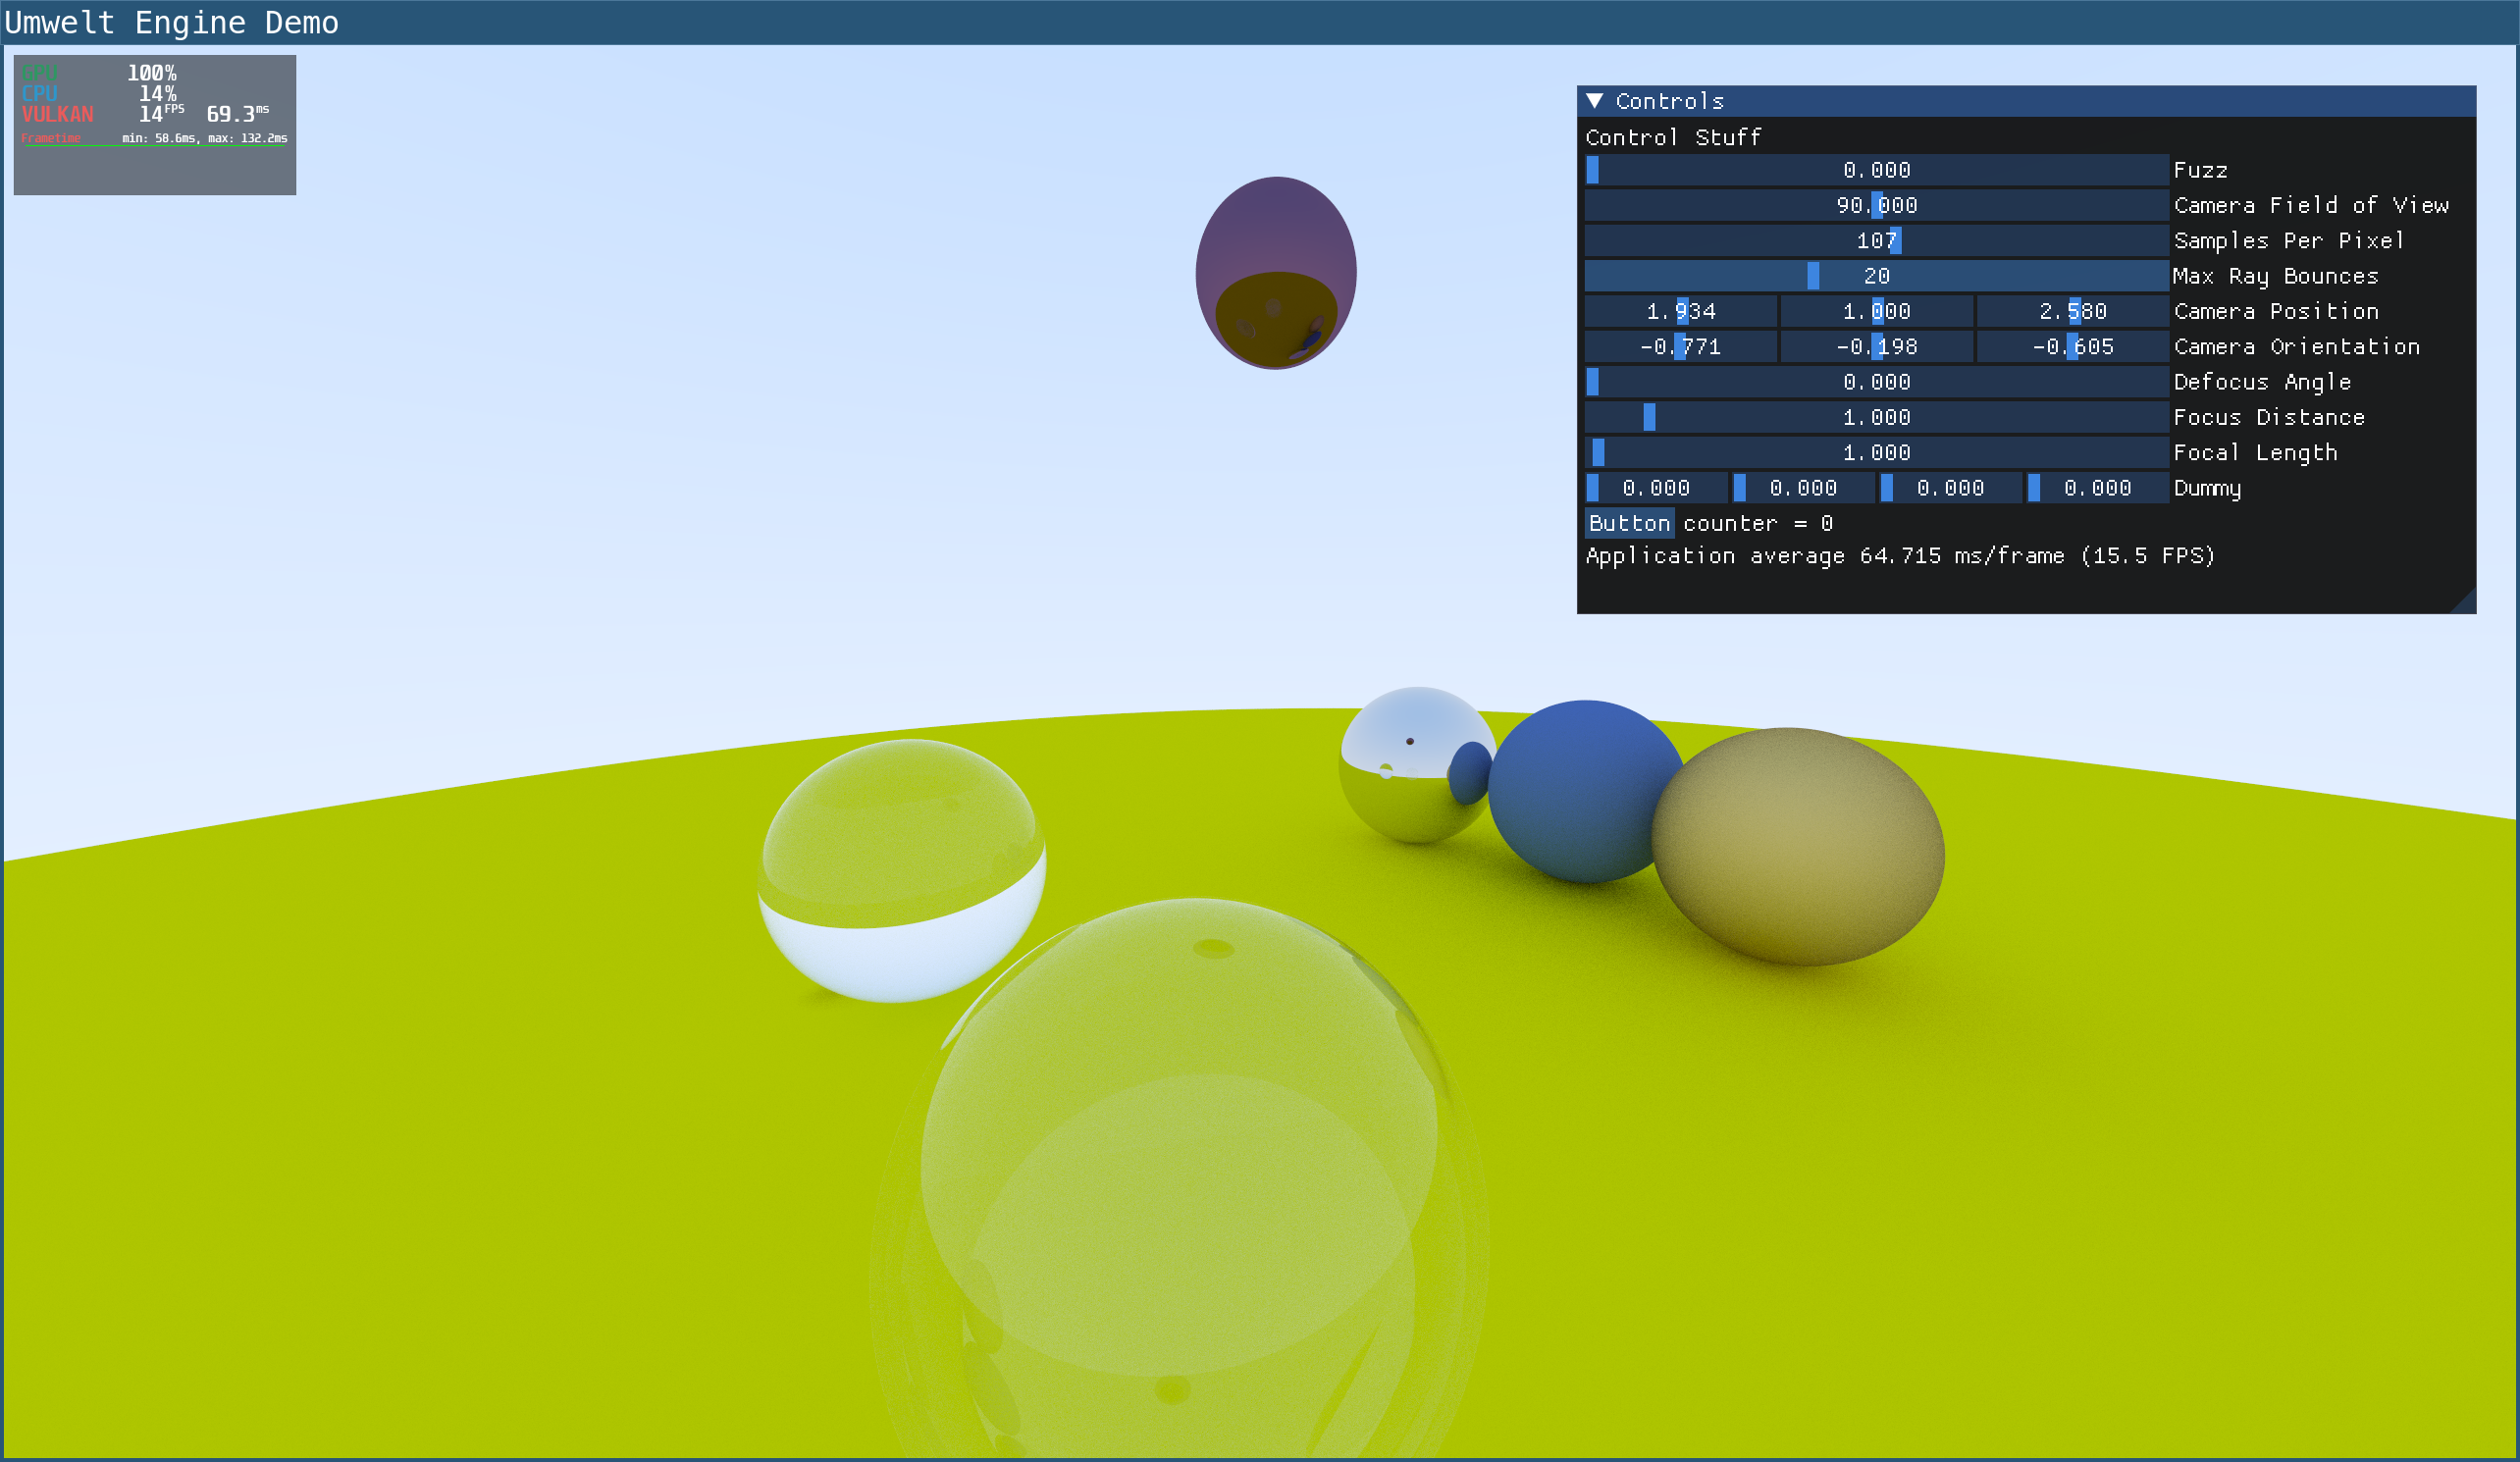 Umwelt Engine Demo
GPU 100%
CPU 14%
VULKAN 14FPS 69.3ms
Frametime min: 58.6ms, max: 132.2ms
Controls
Control Stuff
0.000 Fuzz
90.000 Camera Field of View
107 Samples Per Pixel
20 Max Ray Bounces
1.934 1.000 2.580 Camera Position
-0.771 -0.198 -0.605 Camera Orientation
0.000 Defocus Angle
1.000 Focus Distance
1.000 Focal Length
0.000 0.000 0.000 0.000 Dummy
Button counter = 0
Application average 64.715 ms/frame (15.5 FPS)